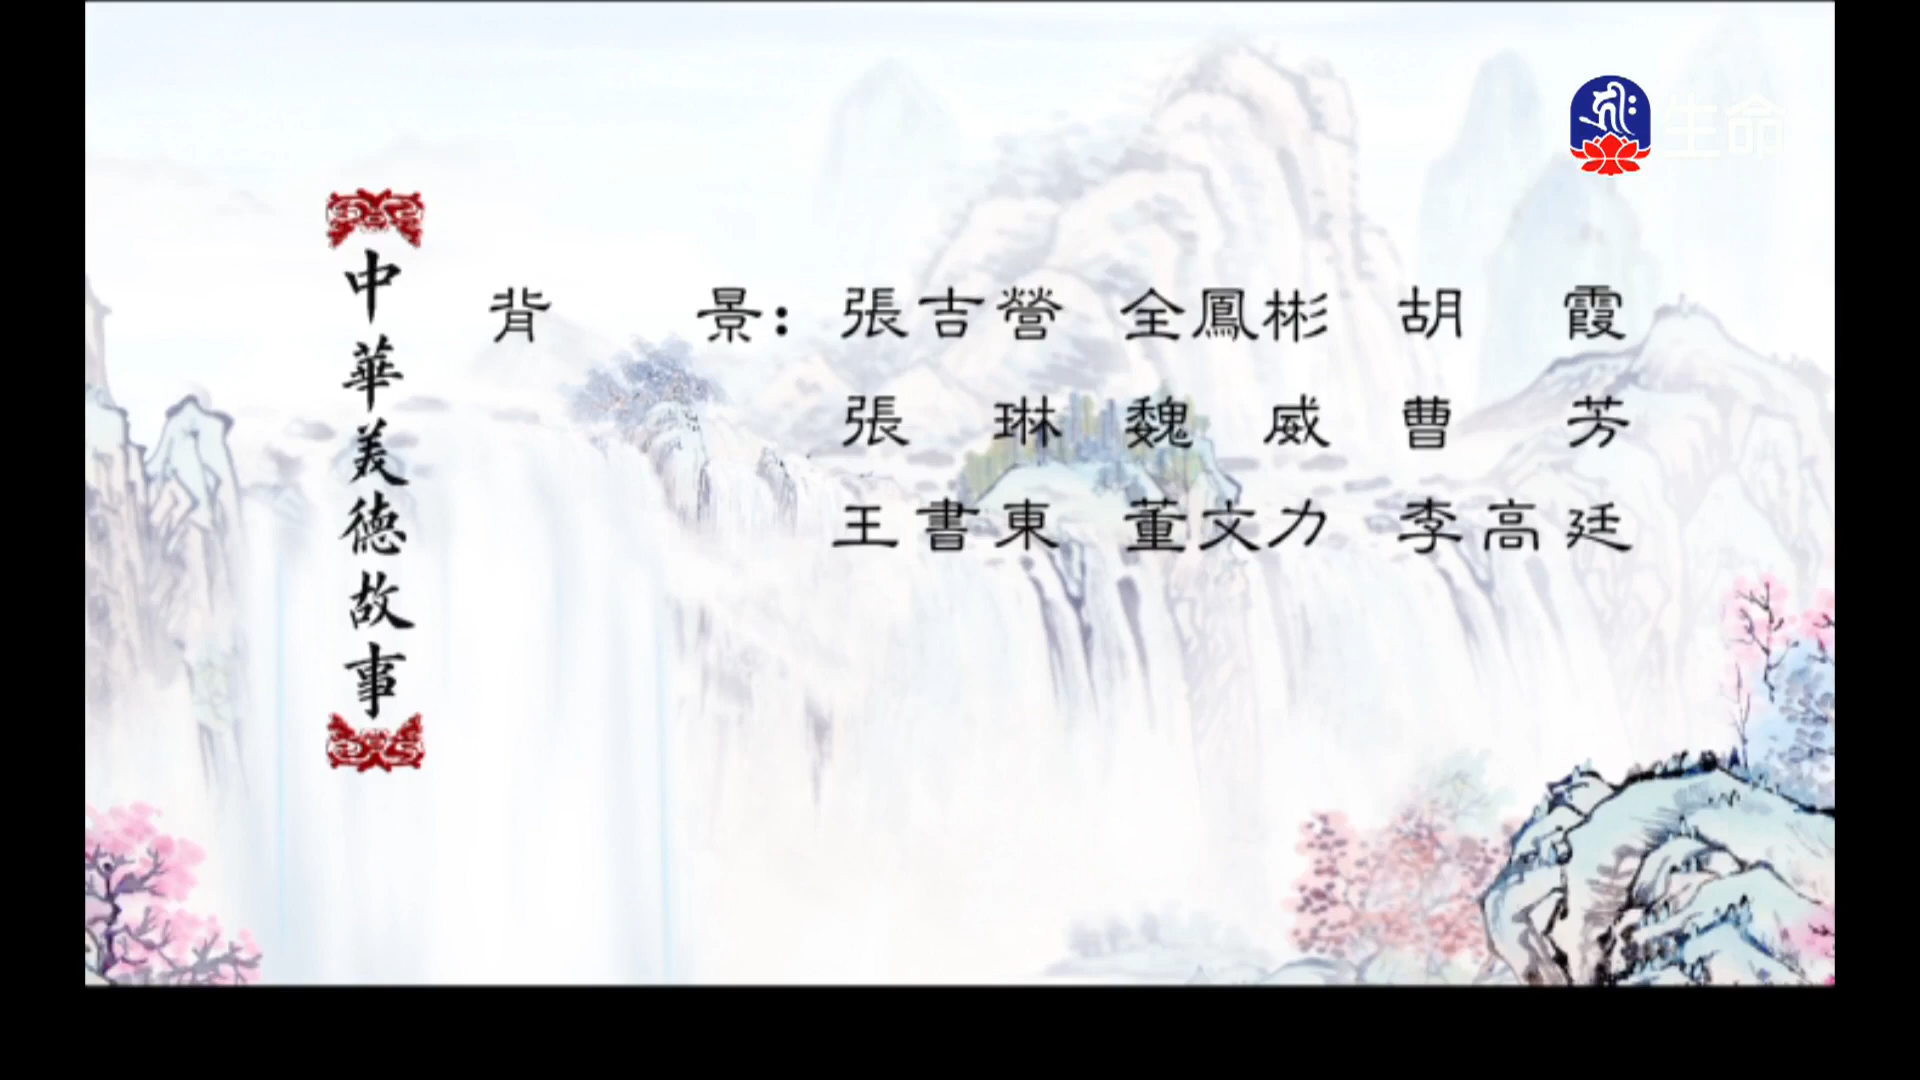 生命
中華美德故事
背景：張吉營 全鳳彬 胡霞
張琳 魏威 曹芳
王書東 董文力 李高廷